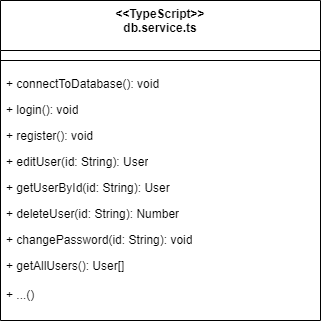 <<TypeScript>>
db.service.ts
+ connectToDatabase(): void
+ login(): void
+ register(): void
+ editUser(id: String): User
+ getUserById(id: String): User
+ deleteUser(id: String): Number
+ changePassword(id: String): void
+ getAllUsers(): User[]
+ ...()